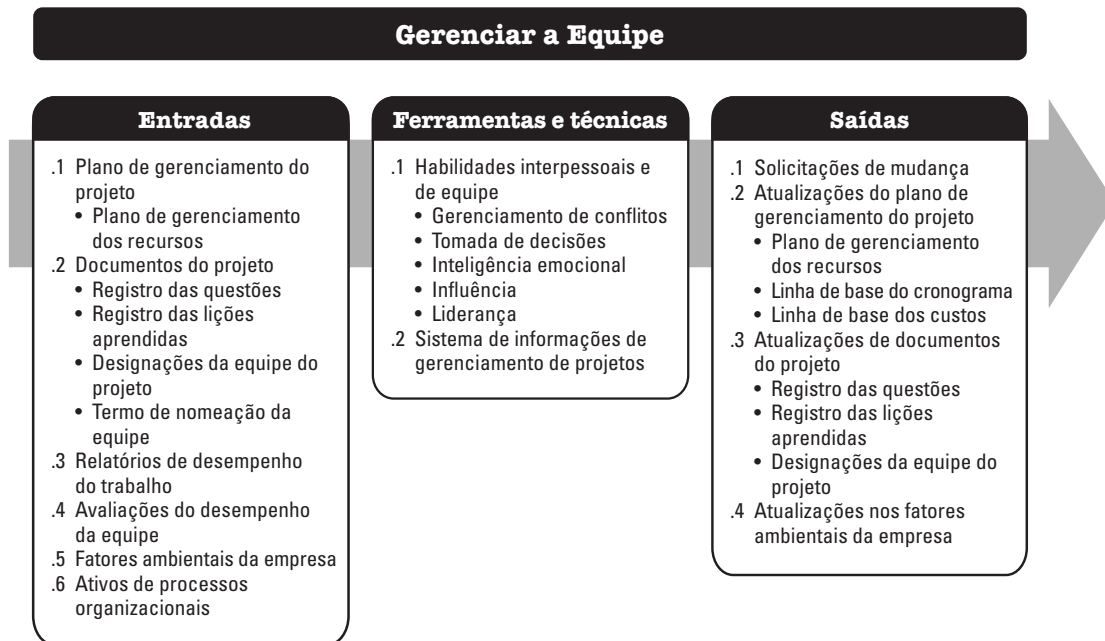 Gerenciar a Equipe
Entradas
.1 Plano de gerenciamento do
projeto
• Plano de gerenciamento
dos recursos
.2 Documentos do projeto
• Registro das questões
• Registro das lições
aprendidas
• Designações da equipe do
projeto
• Termo de nomeação da
equipe
.3 Relatórios de desempenho
do trabalho
.4 Avaliações do desempenho
da equipe
.5 Fatores ambientais da empresa
.6 Ativos de processos
organizacionais
Ferramentas e técnicas
.1 Habilidades interpessoais e
de equipe
• Gerenciamento de conflitos
• Tomada de decisões
• Inteligência emocional
• Influência
• Liderança
.2 Sistema de informações de
gerenciamento de projetos
Saídas
.1 Solicitações de mudança
.2 Atualizações do plano de
gerenciamento do projeto
• Plano de gerenciamento
dos recursos
• Linha de base do cronograma
• Linha de base dos custos
.3 Atualizações de documentos
do projeto
• Registro das questões
• Registro das lições
aprendidas
• Designações da equipe do
projeto
.4 Atualizações nos fatores
ambientais da empresa